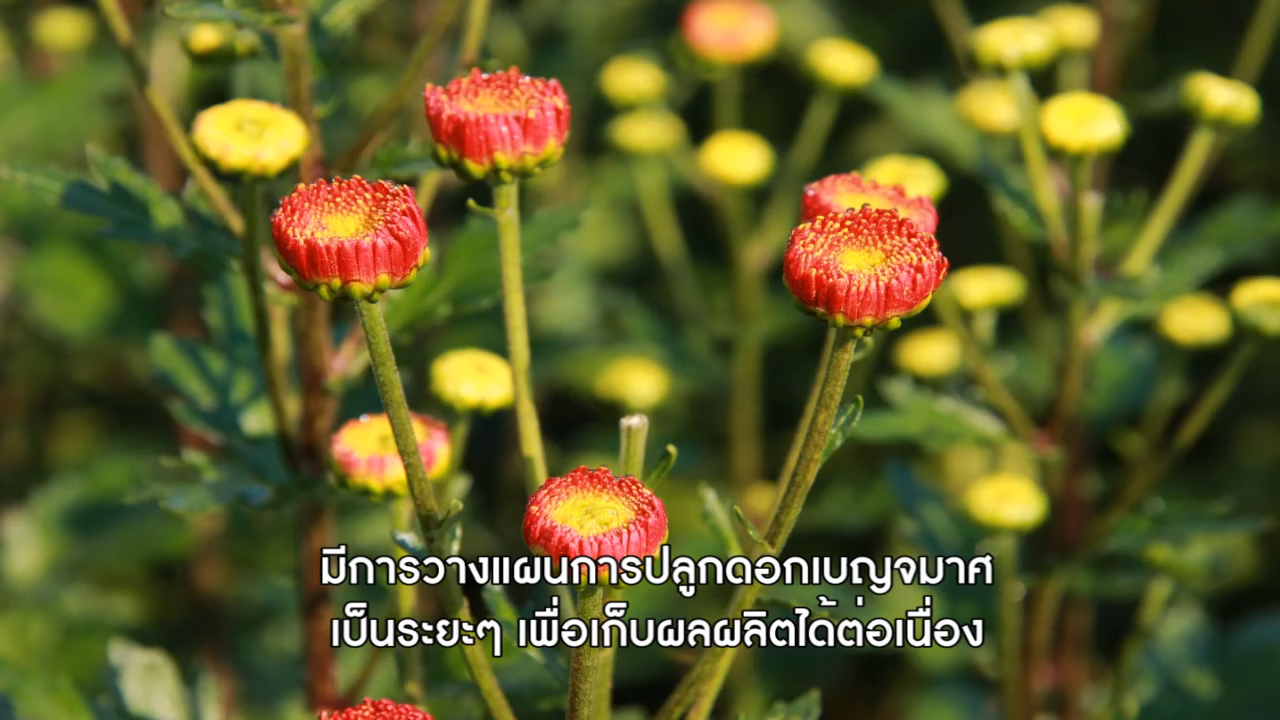 มีการวางแผนการปลูกดอกเบญจมาศ
เป็นระยะๆ เพื่อเก็บผลผลิตได้ต่อเนื่อง